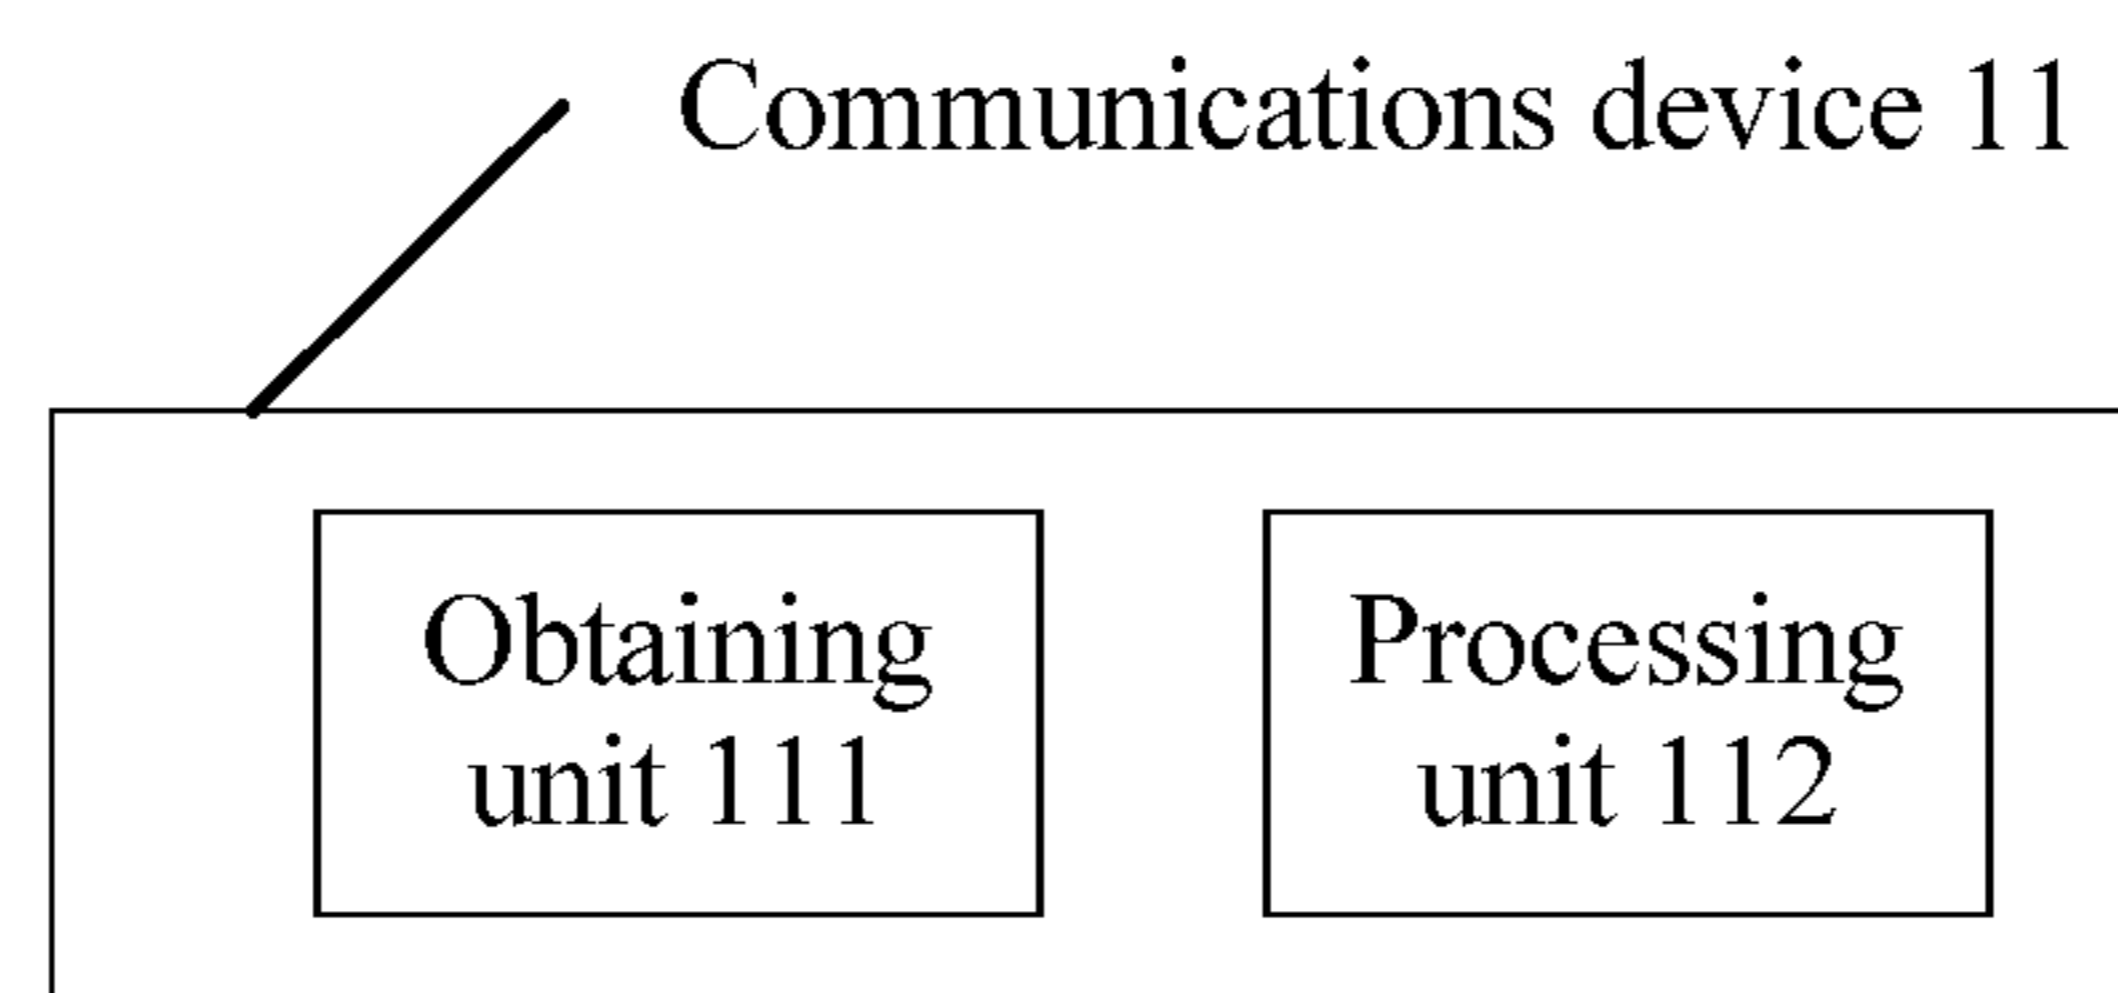 Communications device 11
Obtaining
unit 111
Processing
unit 112